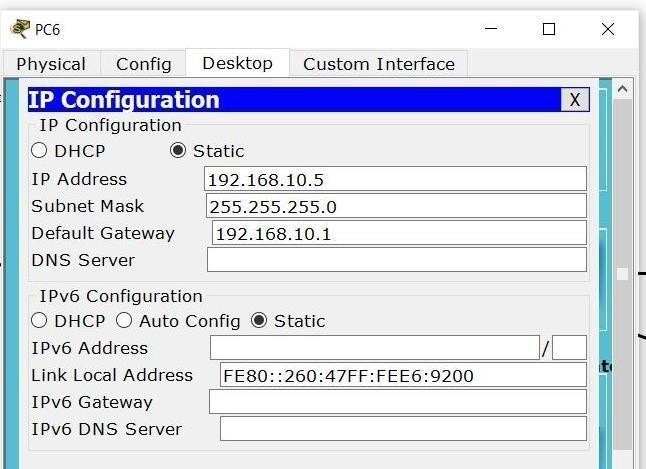 PC6
Physical Config Desktop Custom Interface
IP Configuration X
IP Configuration
DHCP Static
IP Address 192.168.10.5
Subnet Mask 255.255.255.0
Default Gateway 192.168.10.1
DNS Server
IPv6 Configuration
DHCP Auto Config Static
IPv6 Address /
Link Local Address FE80::260:47FF:FEE6:9200
IPv6 Gateway
IPv6 DNS Server